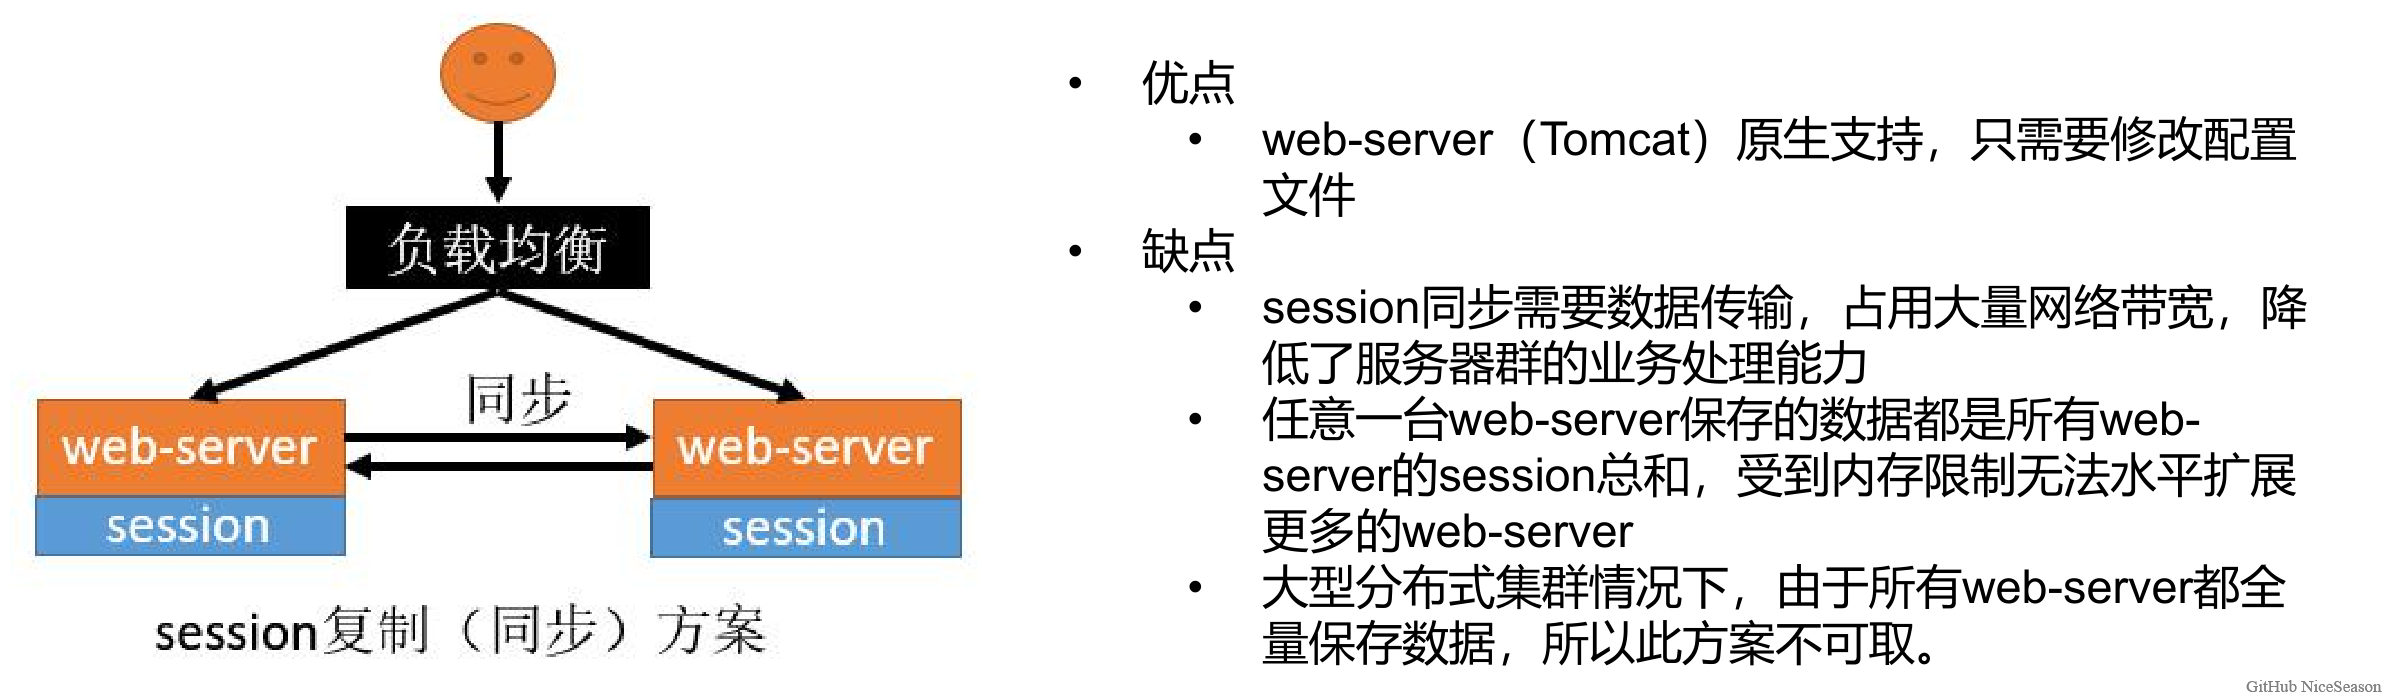 负载均衡
同步
web-server
web-server
session
session
session复制（同步）方案
• 优点
• web-server（Tomcat）原生支持，只需要修改配置
文件
• 缺点
• session同步需要数据传输，占用大量网络带宽，降
低了服务器群的业务处理能力
• 任意一台web-server保存的数据都是所有web-
server的session总和，受到内存限制无法水平扩展
更多的web-server
• 大型分布式集群情况下，由于所有web-server都全
量保存数据，所以此方案不可取。
GitHub NiceSeason